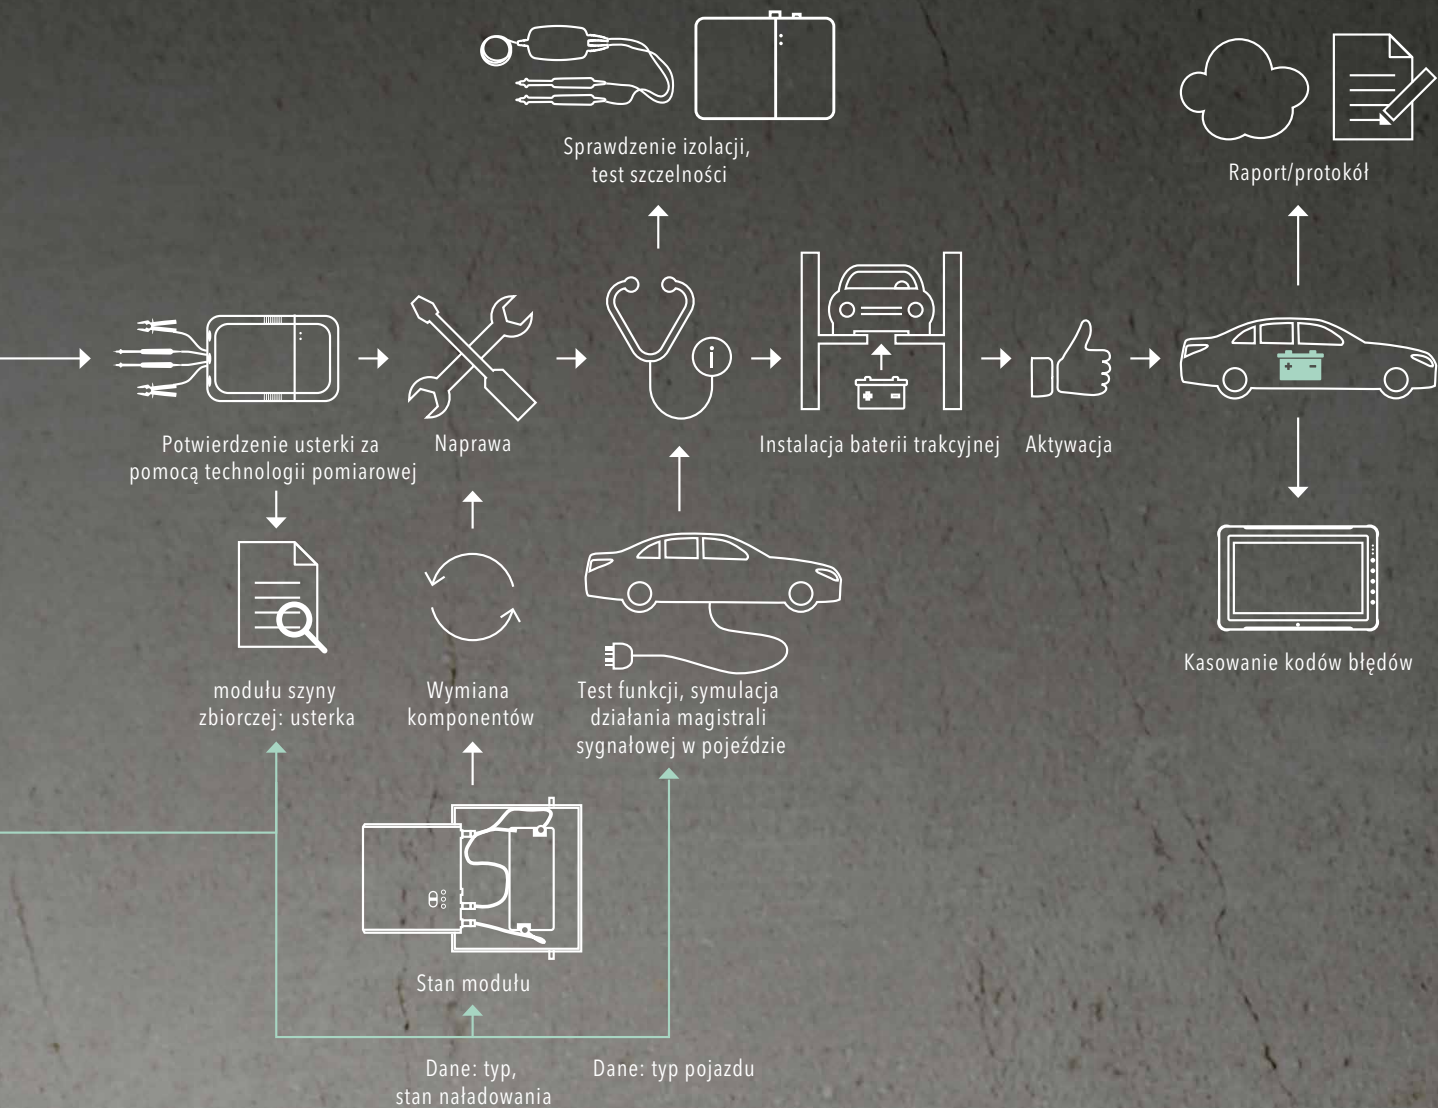 Sprawdzenie izolacji,
test szczelności
Raport/protokół
Potwierdzenie usterki za
pomocą technologii pomiarowej
Naprawa
i
Instalacja baterii trakcyjnej
Aktywacja
modułu szyny
zbiorczej: usterka
Wymiana
komponentów
Test funkcji, symulacja
działania magistrali
sygnałowej w pojeździe
Kasowanie kodów błędów
Stan modułu
Dane: typ,
stan naładowania
Dane: typ pojazdu